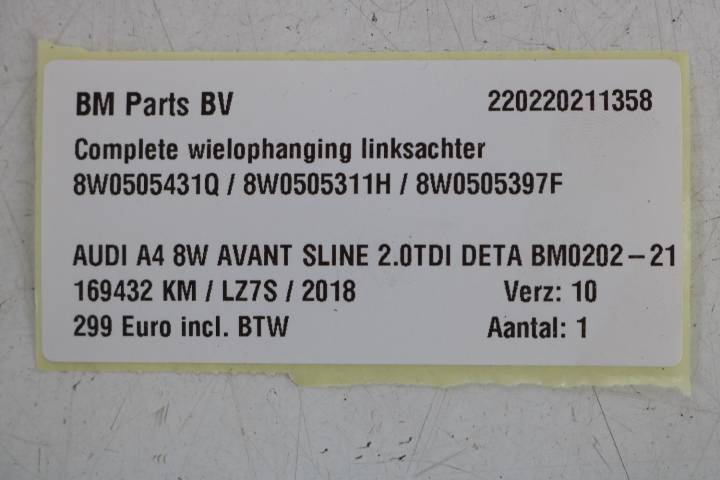 BM Parts BV 220220211358
Complete wielophanging linksachter
8W0505431Q / 8W0505311H / 8W0505397F
AUDI A4 8W AVANT SLINE 2.0TDI DETA BM0202-21
169432 KM / LZ7S / 2018 Verz: 10
299 Euro incl. BTW Aantal: 1